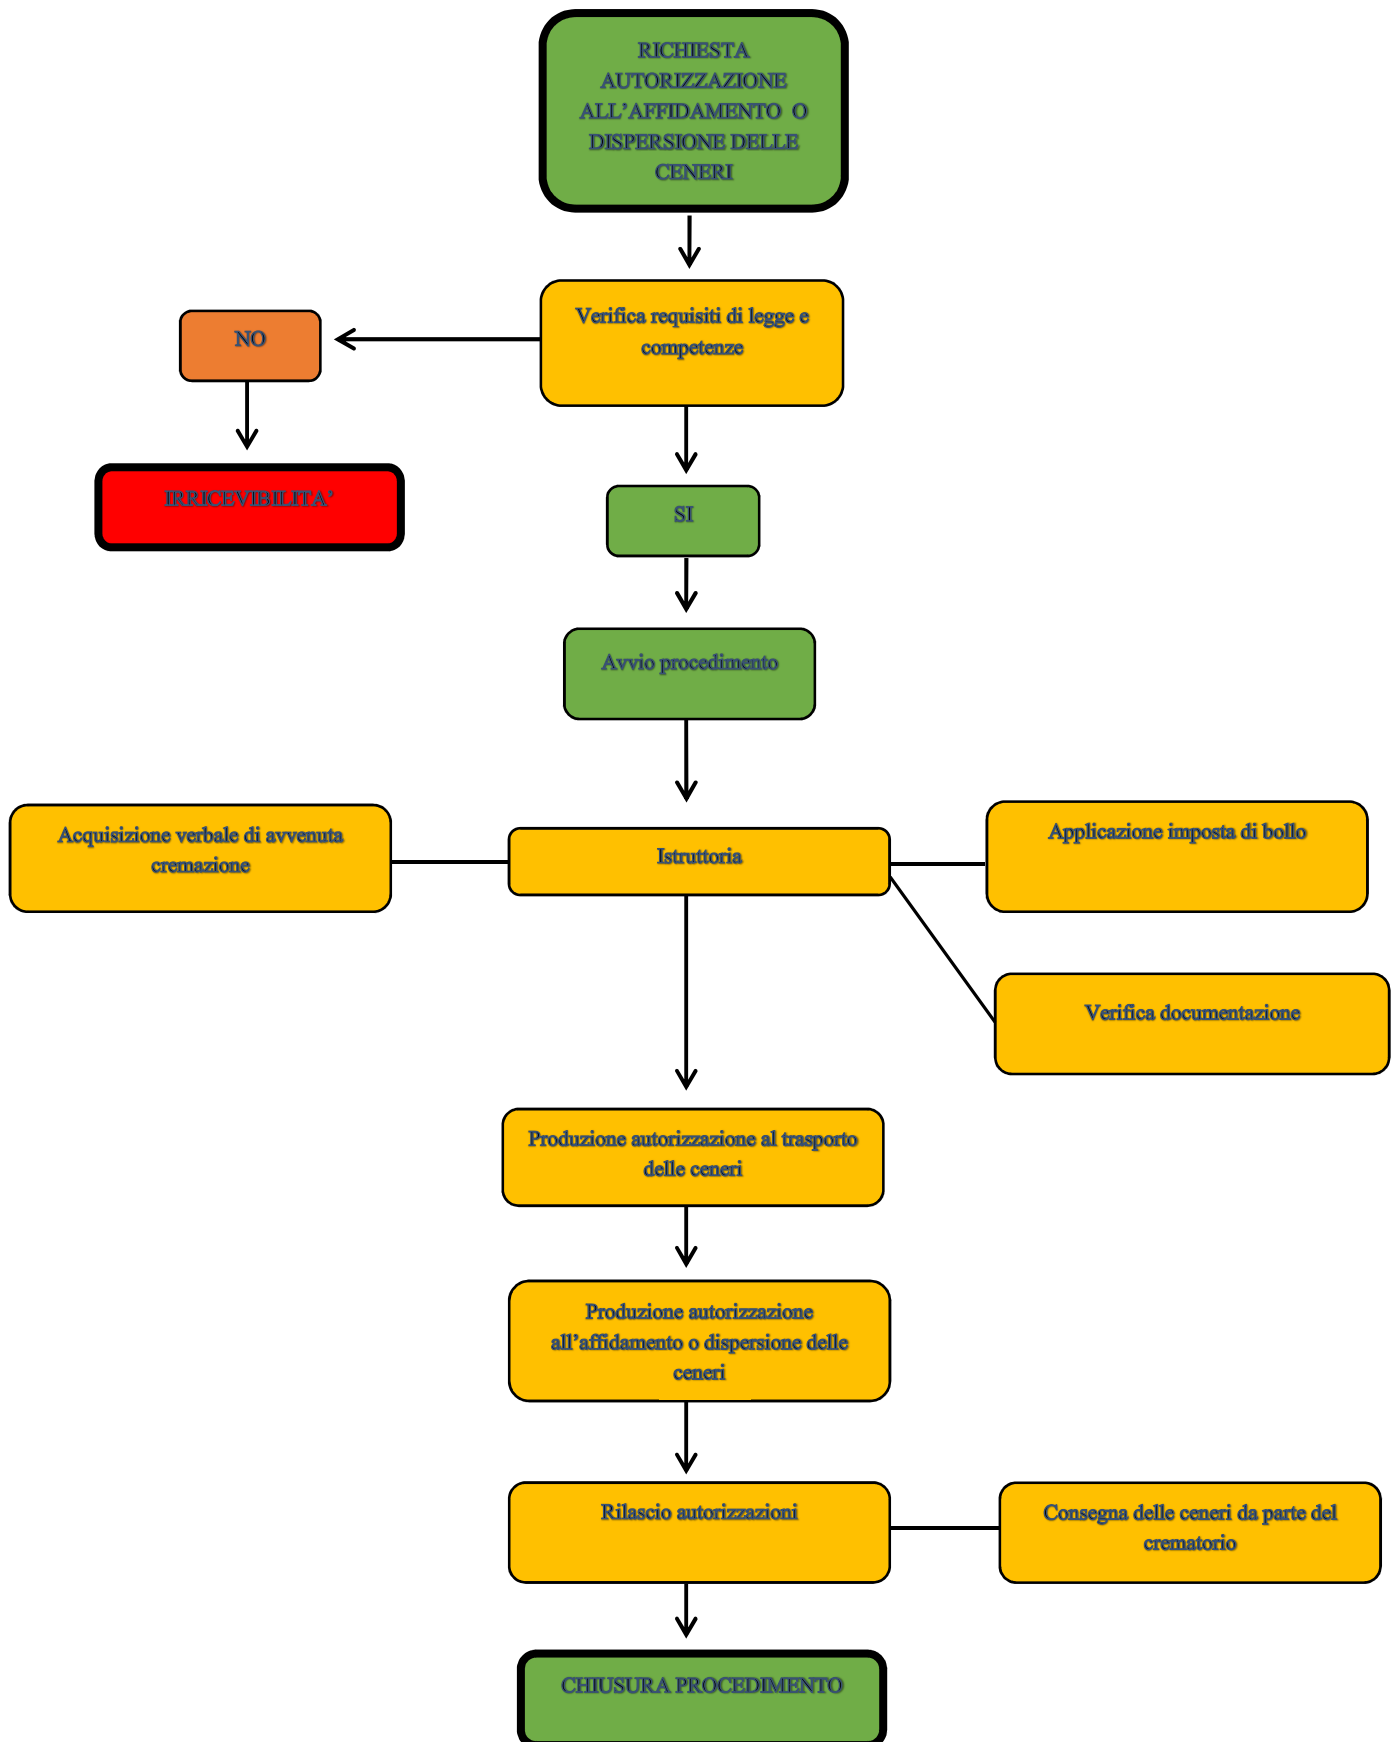 RICHIESTA
AUTORIZZAZIONE
ALL’AFFIDAMENTO O
DISPERSIONE DELLE
CENERI
Verifica requisiti di legge e
competenze
NO
IRRICEVIBILITA’
SI
Avvio procedimento
Acquisizione verbale di avvenuta
cremazione
Istruttoria
Applicazione imposta di bollo
Verifica documentazione
Produzione autorizzazione al trasporto
delle ceneri
Produzione autorizzazione
all’affidamento o dispersione delle
ceneri
Rilascio autorizzazioni
Consegna delle ceneri da parte del
crematorio
CHIUSURA PROCEDIMENTO